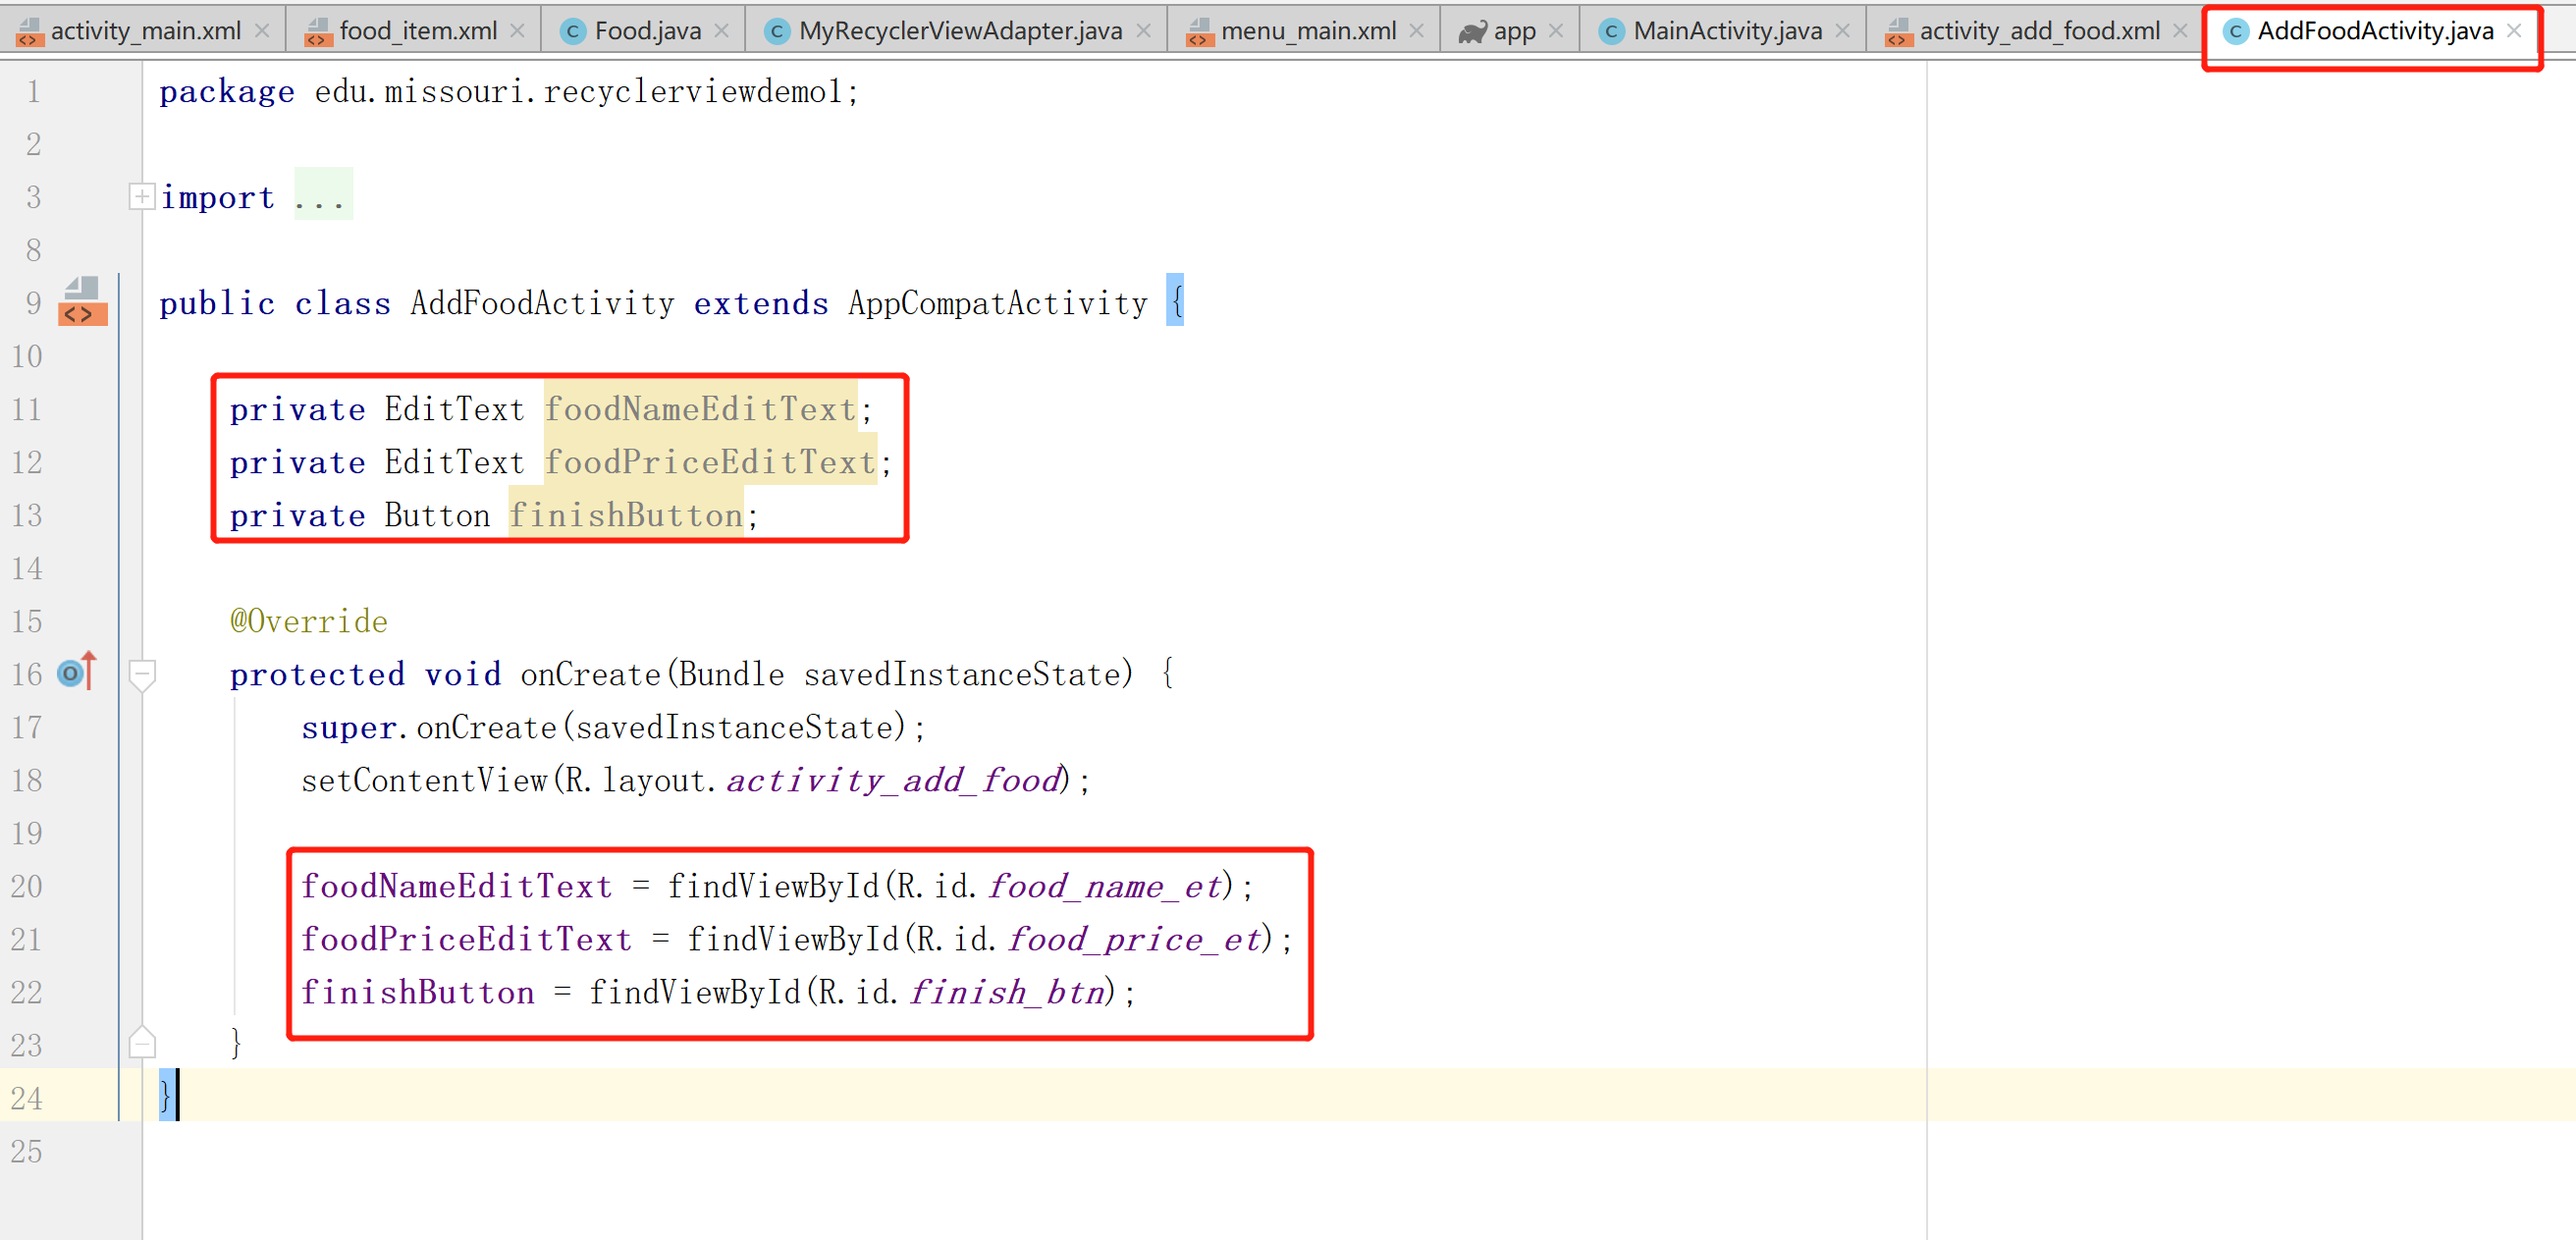 activity_main.xml food_item.xml Food.java MyRecyclerViewAdapter.java menu_main.xml app MainActivity.java activity_add_food.xml AddFoodActivity.java
1 package edu.missouri.recyclerviewdemo1;
2
3 import ...
8
9 public class AddFoodActivity extends AppCompatActivity {
10
11 private EditText foodNameEditText;
12 private EditText foodPriceEditText;
13 private Button finishButton;
14
15 @Override
16 protected void onCreate(Bundle savedInstanceState) {
17 super.onCreate(savedInstanceState);
18 setContentView(R.layout.activity_add_food);
19
20 foodNameEditText = findViewById(R.id.food_name_et);
21 foodPriceEditText = findViewById(R.id.food_price_et);
22 finishButton = findViewById(R.id.finish_btn);
23 }
24 }
25